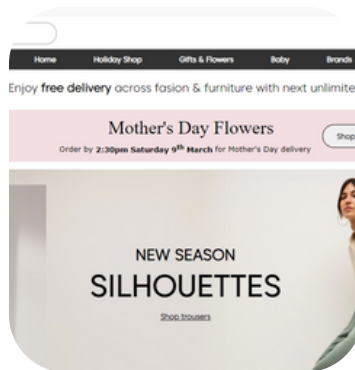 Home Holiday Shop Gifts & Flowers Baby Brands
Enjoy free delivery across fasion & furniture with next unlimite
Mother's Day Flowers
Shop
Order by 2:30pm Saturday 9th March for Mother's Day delivery
NEW SEASON
SILHOUETTES
Shop trousers